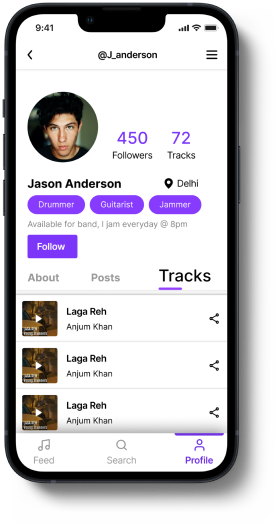 9:41
@J_anderson
450 72
Followers Tracks
Jason Anderson Delhi
Drummer Guitarist Jammer
Available for band, I jam everyday @ 8pm
Follow
About Posts Tracks
Laga Reh
Anjum Khan
Laga Reh
Anjum Khan
Laga Reh
Anjum Khan
Feed Search Profile